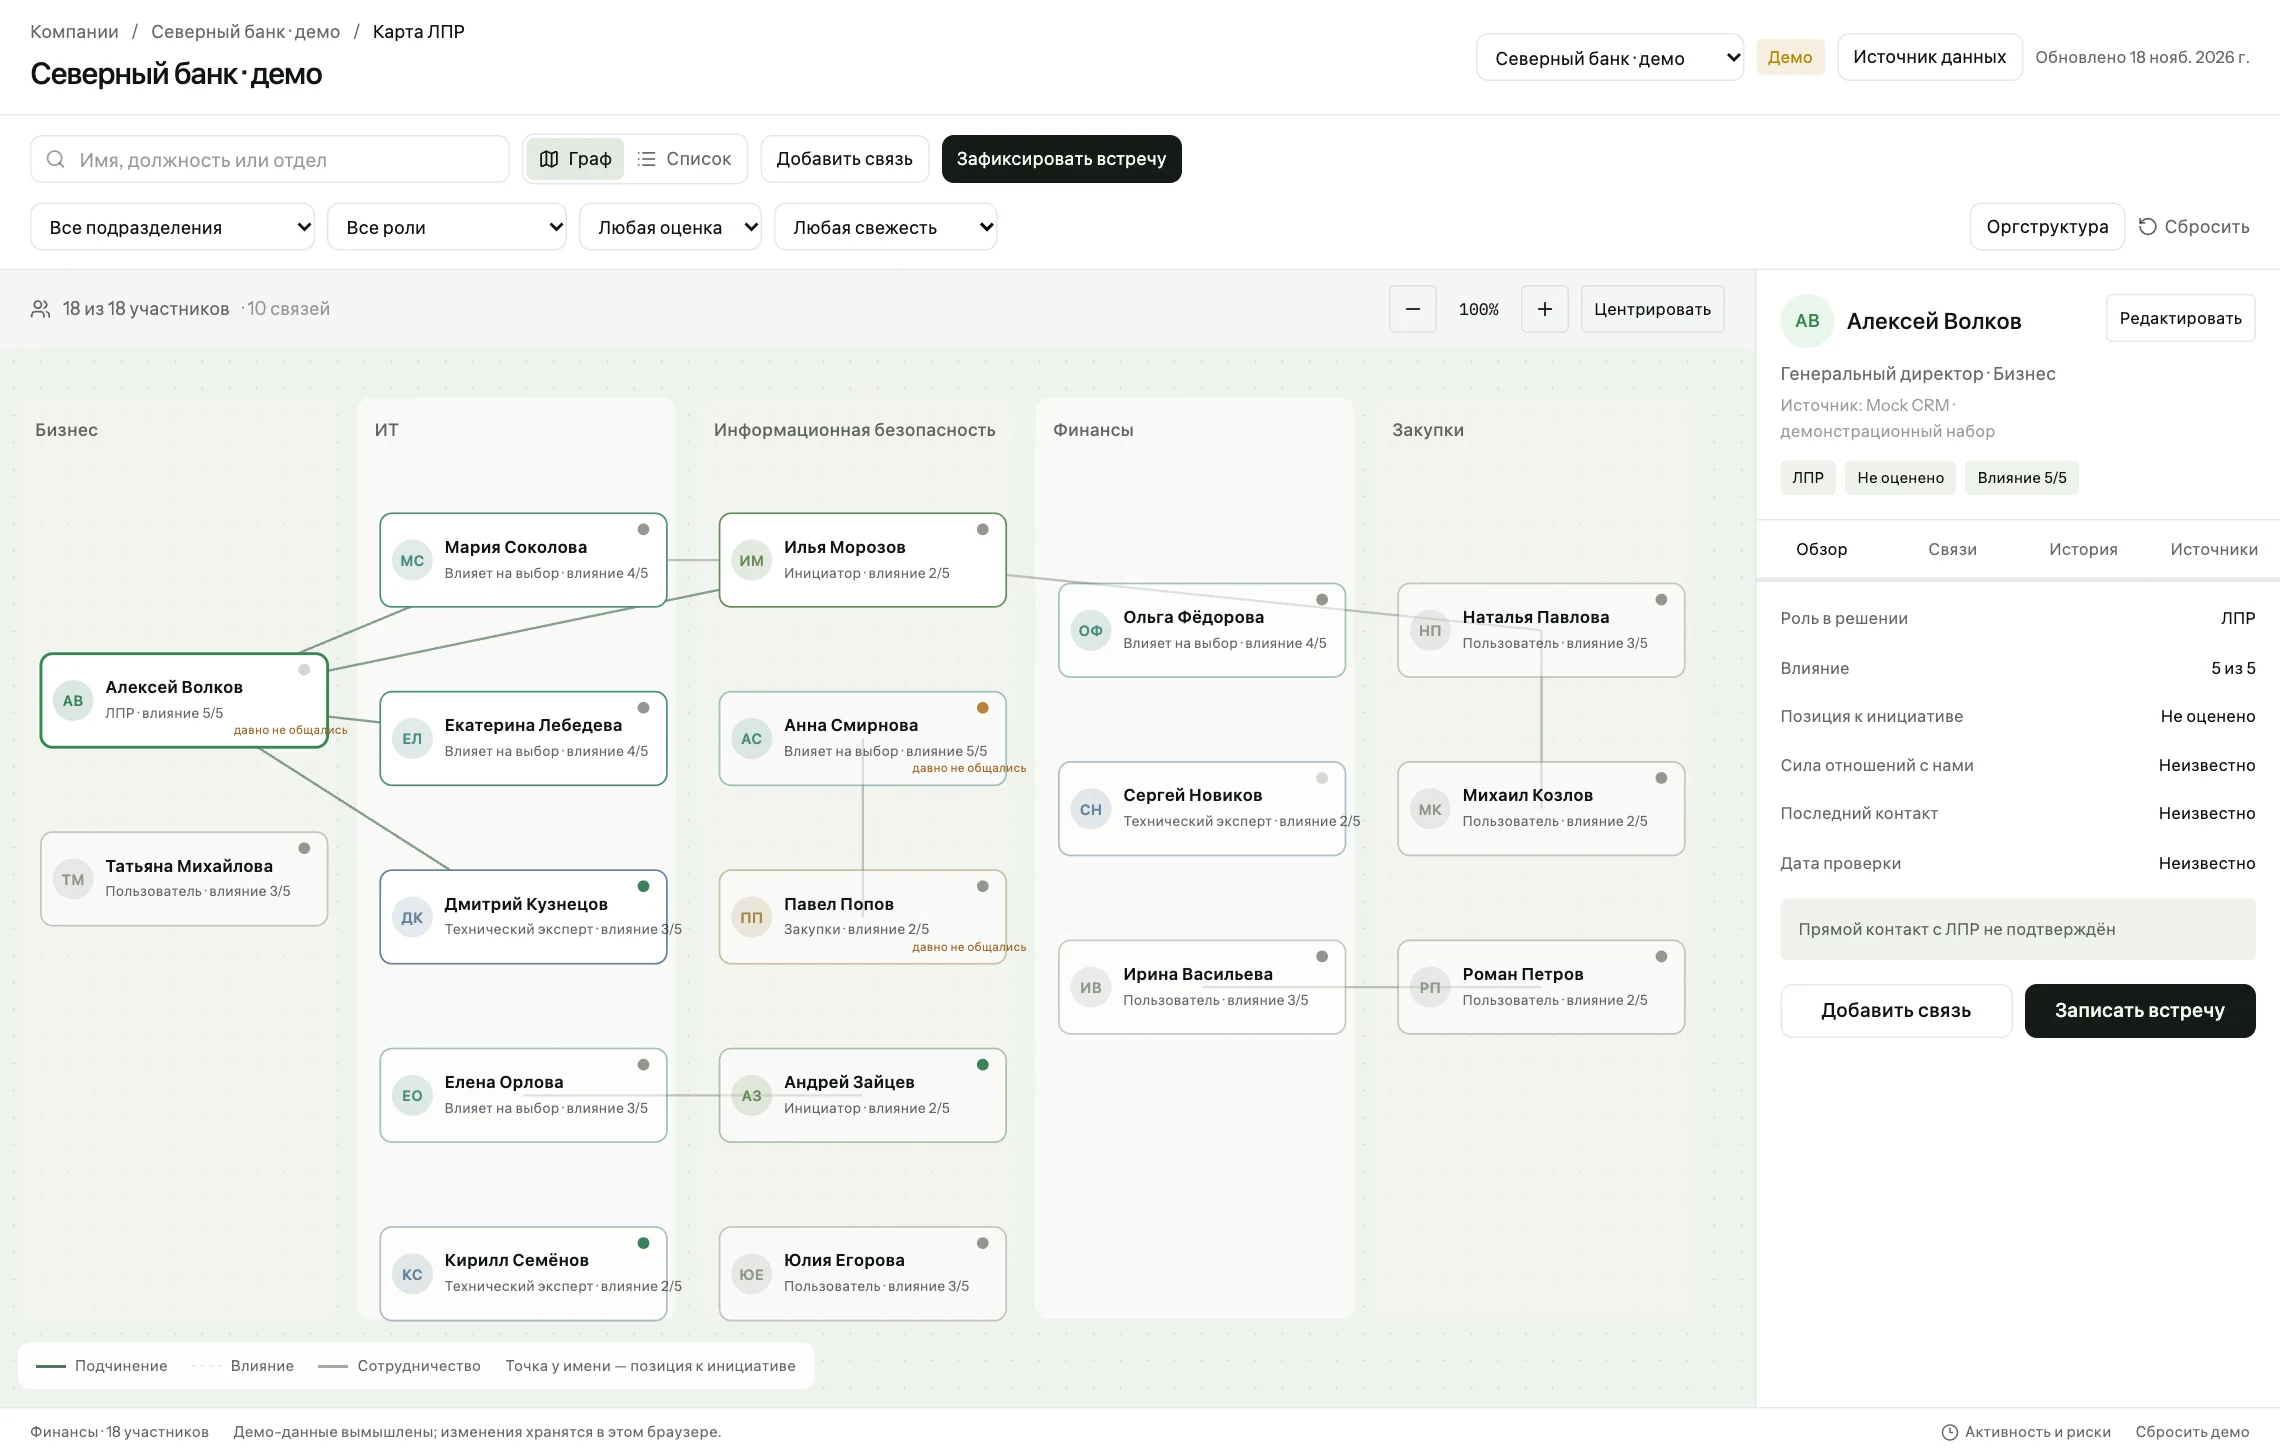 Компании / Северный банк · демо / Карта ЛПР
Северный банк · демо
Северный банк · демо
Демо
Источник данных
Обновлено 18 нояб. 2026 г.
Имя, должность или отдел
Граф
Список
Добавить связь
Зафиксировать встречу
Все подразделения
Все роли
Любая оценка
Любая свежесть
Оргструктура
Сбросить
18 из 18 участников · 10 связей
100%
Центрировать
Бизнес
Алексей Волков
АВ
ЛПР · влияние 5/5
давно не общались
Татьяна Михайлова
ТМ
Пользователь · влияние 3/5
ИТ
Мария Соколова
МС
Влияет на выбор · влияние 4/5
Екатерина Лебедева
ЕЛ
Влияет на выбор · влияние 4/5
Дмитрий Кузнецов
ДК
Технический эксперт · влияние 3/5
Елена Орлова
ЕО
Влияет на выбор · влияние 3/5
Кирилл Семёнов
КС
Технический эксперт · влияние 2/5
Информационная безопасность
Илья Морозов
ИМ
Инициатор · влияние 2/5
Анна Смирнова
АС
Влияет на выбор · влияние 5/5
давно не общались
Павел Попов
ПП
Закупки · влияние 2/5
давно не общались
Андрей Зайцев
АЗ
Инициатор · влияние 2/5
Юлия Егорова
ЮЕ
Пользователь · влияние 3/5
Финансы
Ольга Фёдорова
ОФ
Влияет на выбор · влияние 4/5
Сергей Новиков
СН
Технический эксперт · влияние 2/5
Ирина Васильева
ИВ
Пользователь · влияние 3/5
Закупки
Наталья Павлова
НП
Пользователь · влияние 3/5
Михаил Козлов
МК
Пользователь · влияние 2/5
Роман Петров
РП
Пользователь · влияние 2/5
Подчинение
Влияние
Сотрудничество
Точка у имени — позиция к инициативе
АВ
Алексей Волков
Редактировать
Генеральный директор · Бизнес
Источник: Mock CRM ·
демонстрационный набор
ЛПР
Не оценено
Влияние 5/5
Обзор
Связи
История
Источники
Роль в решении ЛПР
Влияние 5 из 5
Позиция к инициативе Не оценено
Сила отношений с нами Неизвестно
Последний контакт Неизвестно
Дата проверки Неизвестно
Прямой контакт с ЛПР не подтверждён
Добавить связь
Записать встречу
Финансы · 18 участников
Демо-данные вымышлены; изменения хранятся в этом браузере.
Активность и риски
Сбросить демо